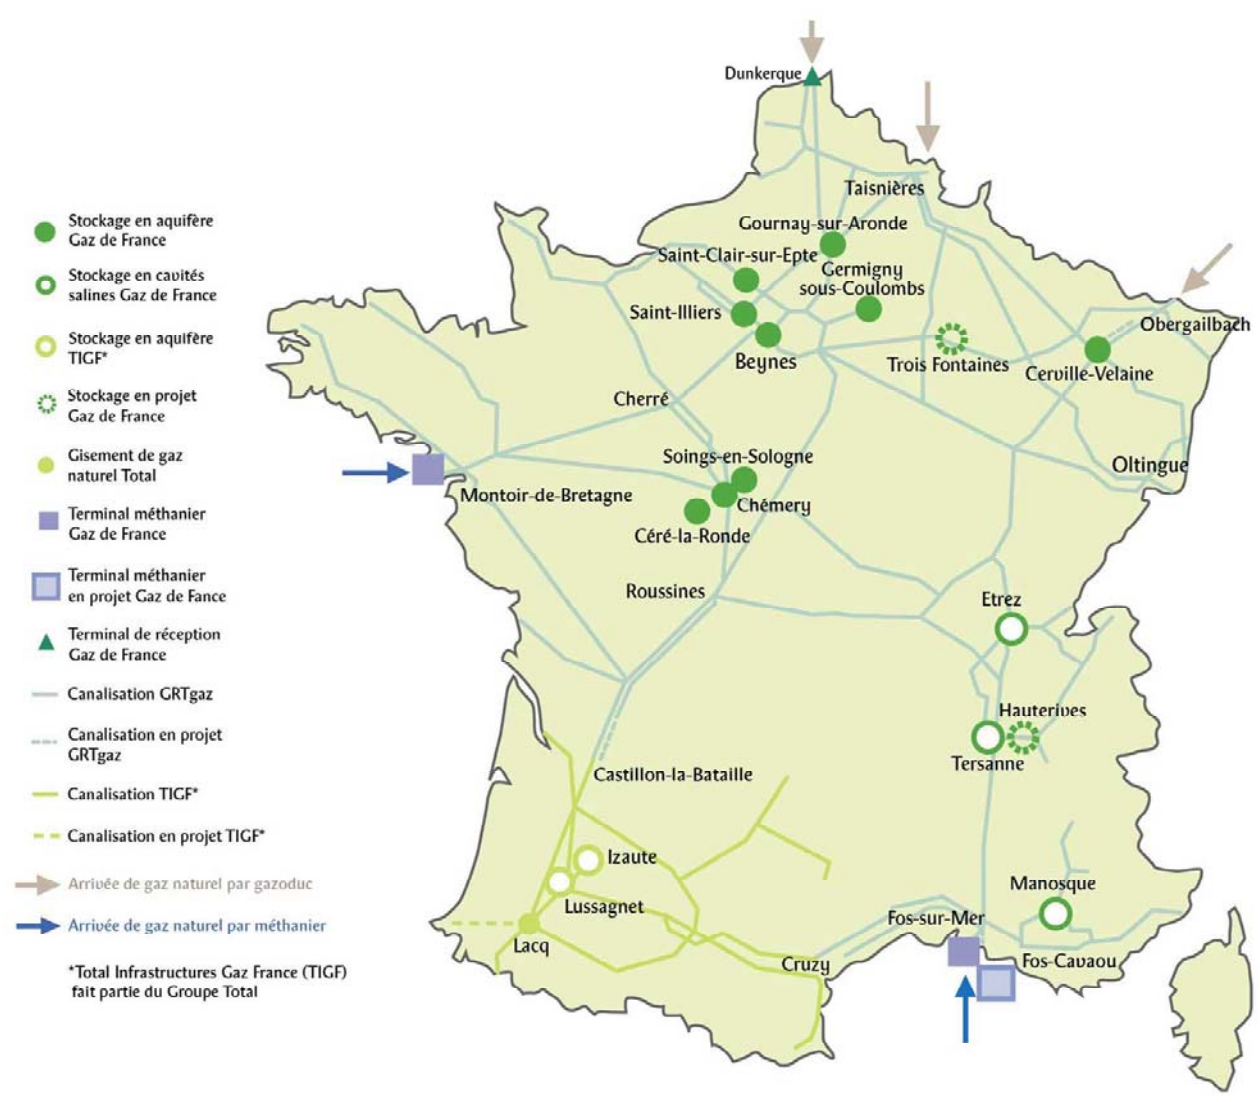 Stockage en aquifère
Gaz de France
Stockage en cavités
salines Gaz de France
Stockage en aquifère
TIGF*
Stockage en projet
Gaz de France
Gisement de gaz
naturel Total
Terminal méthanier
Gaz de France
Terminal méthanier
en projet Gaz de Fance
Terminal de réception
Gaz de France
Canalisation GRTgaz
Canalisation en projet
GRTgaz
Canalisation TIGF*
Canalisation en projet TIGF*
Arrivée de gaz naturel par gazoduc
Arrivée de gaz naturel par méthanier
*Total Infrastructures Gaz France (TIGF)
fait partie du Groupe Total
Dunkerque
Taisnières
Gournay-sur-Aronde
Saint-Clair-sur-Epte
Germigny
sous-Coulombs
Saint-Illiers
Obergailbach
Beynes
Trois Fontaines
Cerville-Velaine
Cherré
Soings-en-Sologne
Oltingue
Montoir-de-Bretagne
Chémery
Céré-la-Ronde
Roussines
Etrez
Hauterives
Tersanne
Castillon-la-Bataille
Izaute
Manosque
Lussagnet
Fos-sur-Mer
Lacq
Cruzy
Fos-Cavaou